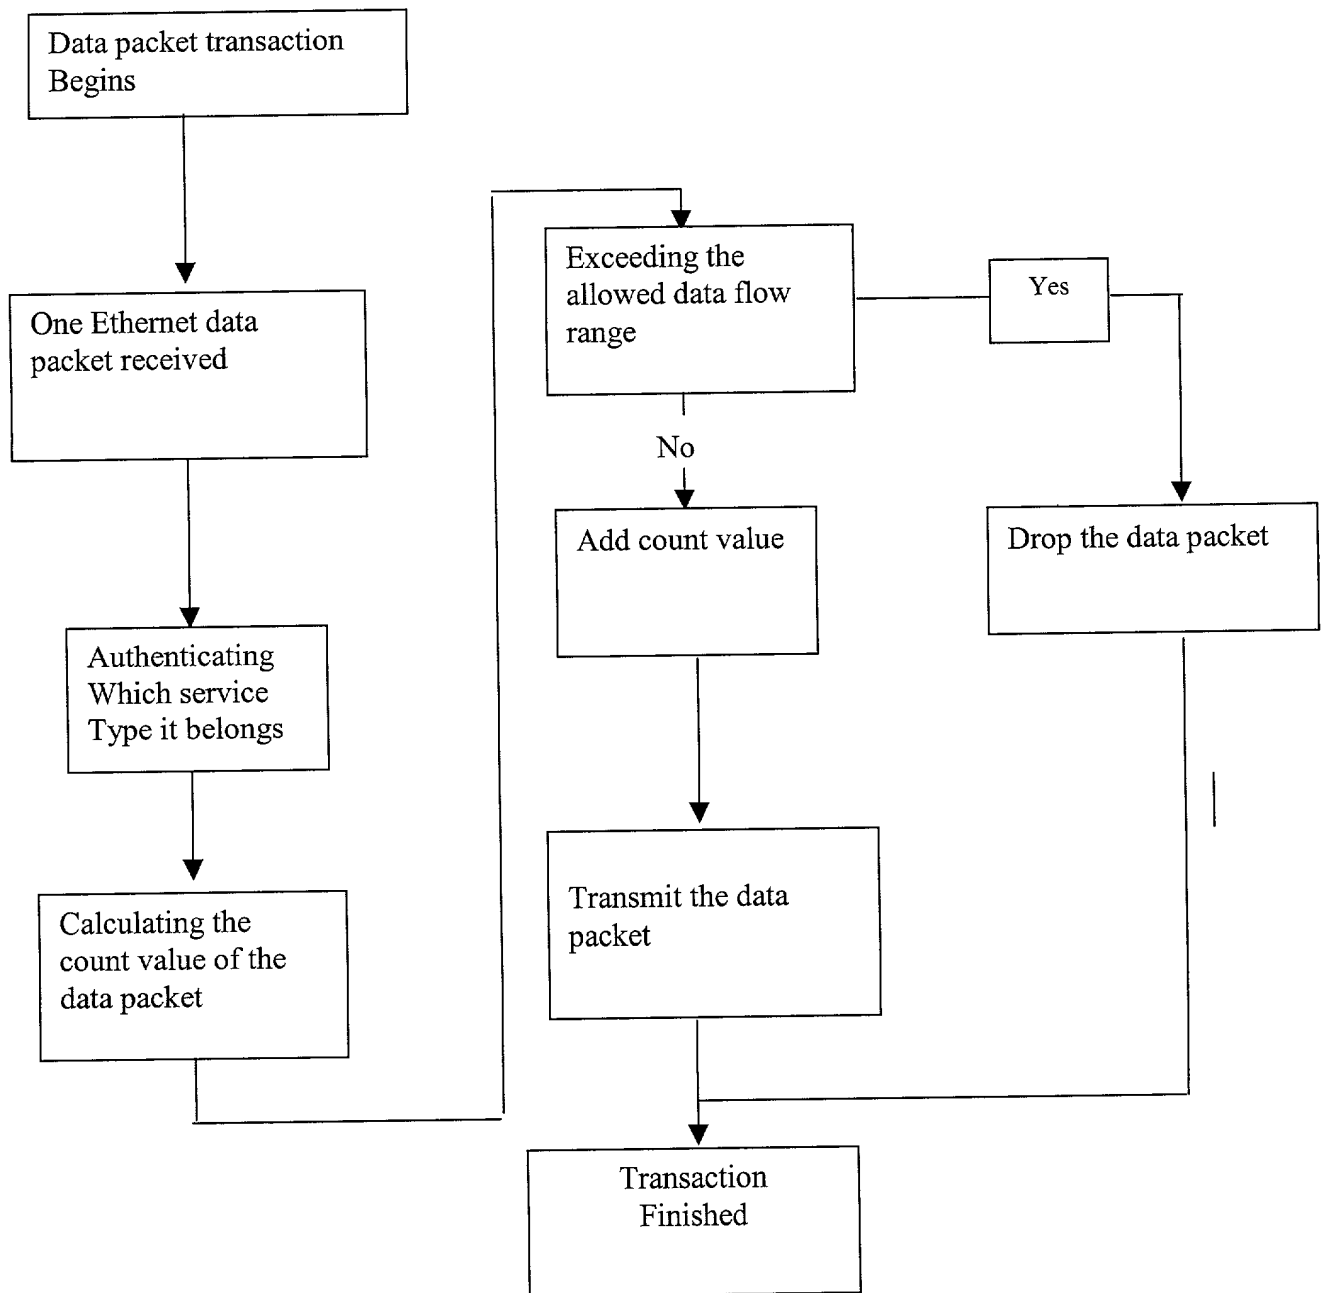 Data packet transaction
Begins
One Ethernet data
packet received
Authenticating
Which service
Type it belongs
Calculating the
count value of the
data packet
Exceeding the
allowed data flow
range
Yes
No
Add count value
Drop the data packet
Transmit the data
packet
Transaction
Finished